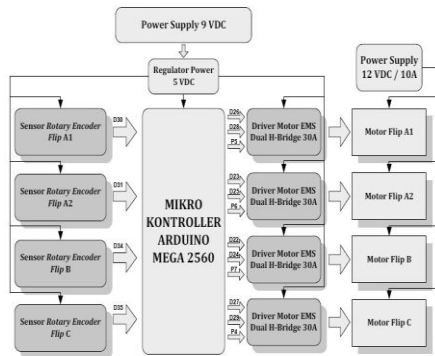 Power Supply 9 VDC
Regulator Power
5 VDC
Power Supply
12 VDC / 10A
Sensor Rotary Encoder
Flip A1
D30
MIKRO
KONTROLLER
ARDUINO
MEGA 2560
D26
D28
P5
Driver Motor EMS
Dual H-Bridge 30A
Motor Flip A1
Sensor Rotary Encoder
Flip A2
D31
D23
D25
P6
Driver Motor EMS
Dual H-Bridge 30A
Motor Flip A2
Sensor Rotary Encoder
Flip B
D34
D22
D24
P7
Driver Motor EMS
Dual H-Bridge 30A
Motor Flip B
Sensor Rotary Encoder
Flip C
D35
D27
D29
P4
Driver Motor EMS
Dual H-Bridge 30A
Motor Flip C